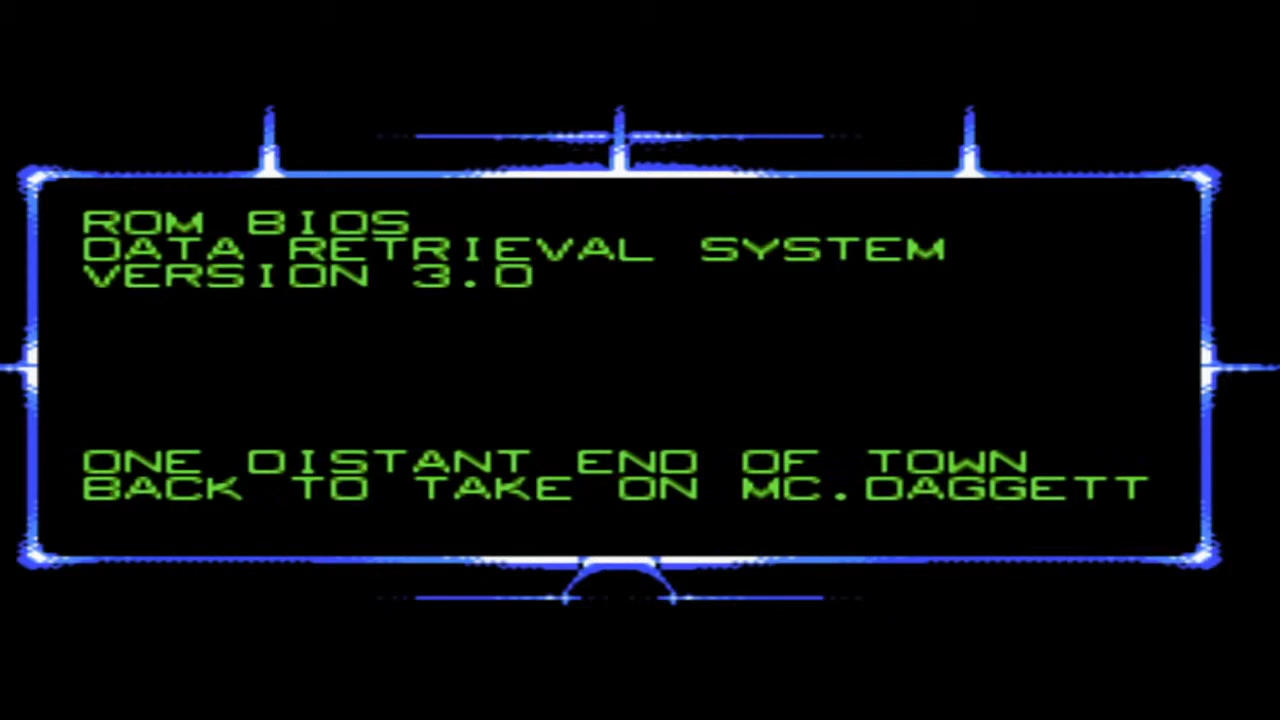 ROM BIOS
DATA RETRIEVAL SYSTEM
VERSION 3.0
ONE DISTANT END OF TOWN
BACK TO TAKE ON MC.DAGGETT